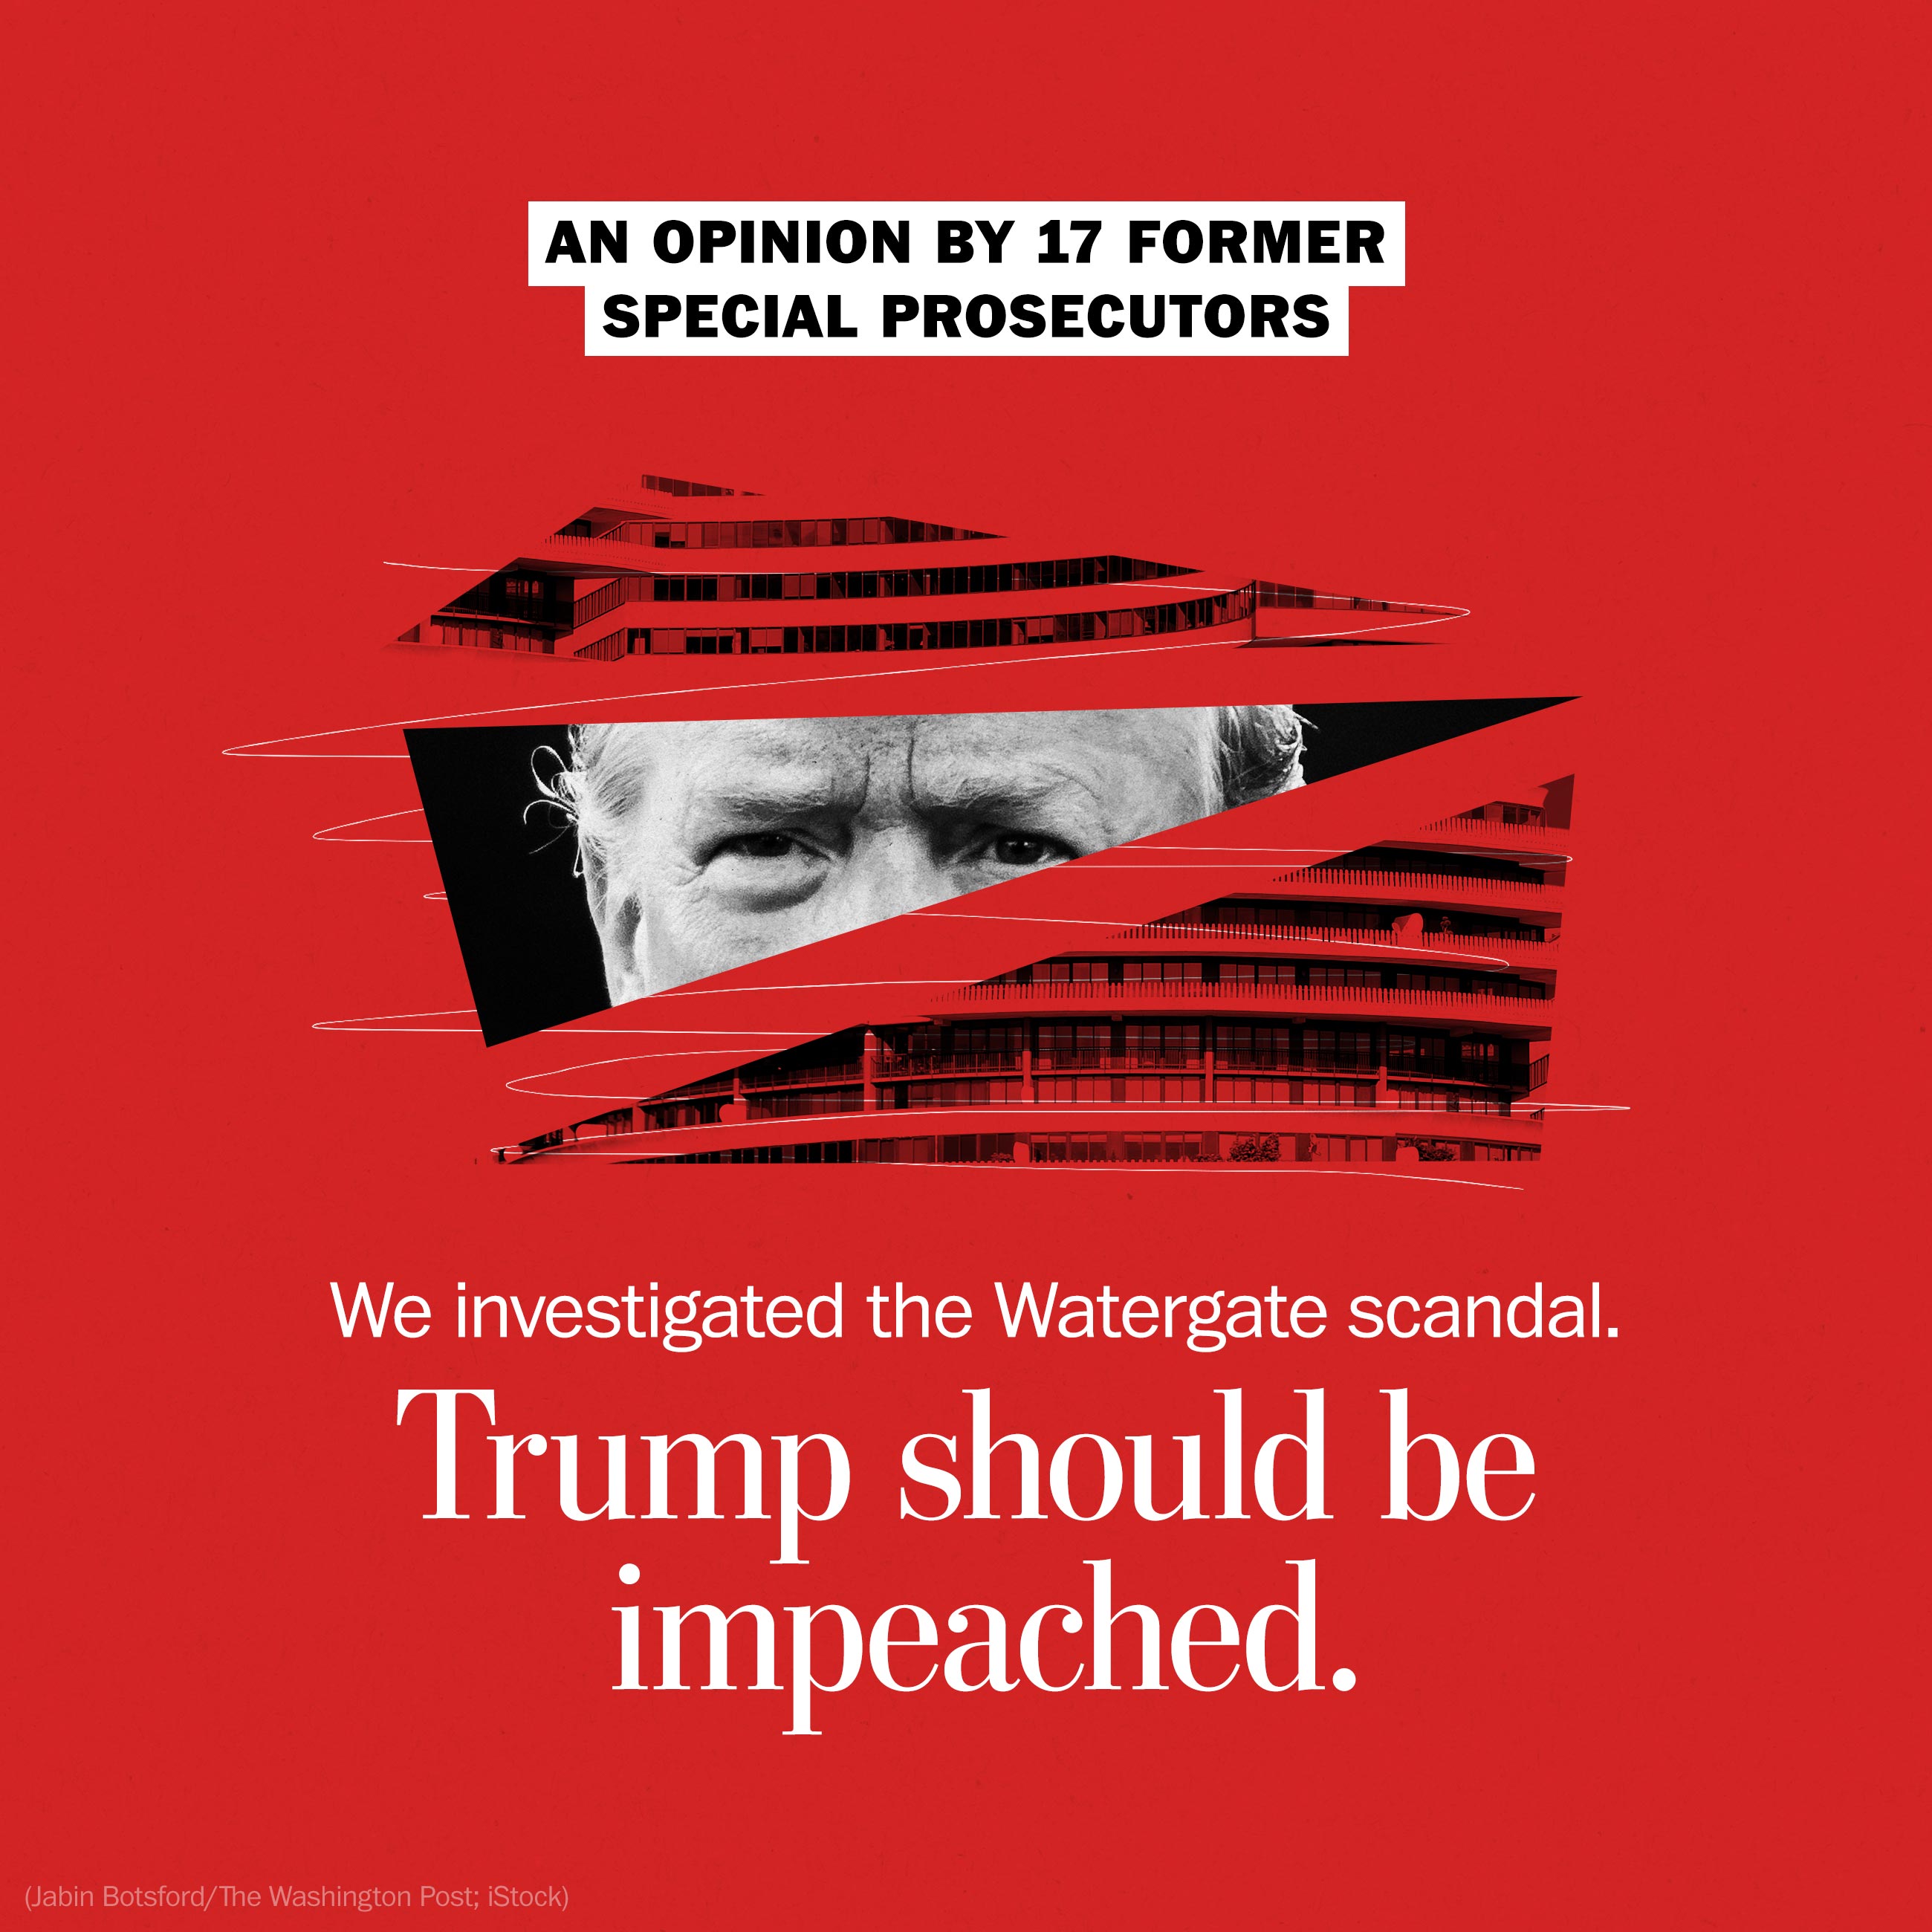 AN OPINION BY 17 FORMER
SPECIAL PROSECUTORS
We investigated the Watergate scandal.
Trump should be
impeached.
(Jabin Botsford/The Washington Post; iStock)